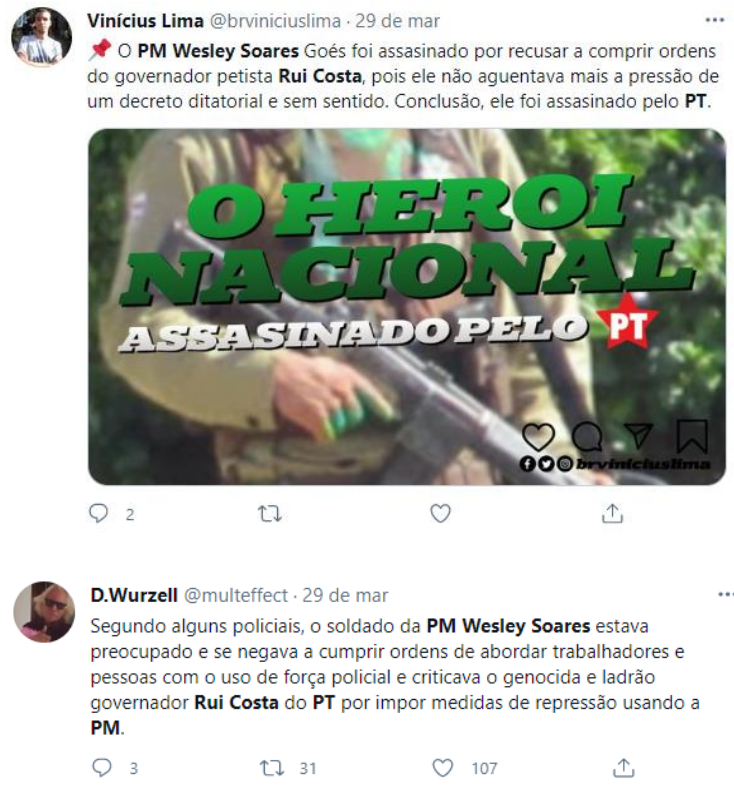 Vinícius Lima @brviniciuslima · 29 de mar
📌 O PM Wesley Soares Goés foi assasinado por recusar a comprir ordens
do governador petista Rui Costa, pois ele não aguentava mais a pressão de
um decreto ditatorial e sem sentido. Conclusão, ele foi assasinado pelo PT.
O HEROI
NACIONAL
ASSASINADO PELO PT
brviniciuslima
2
D.Wurzell @multeffect · 29 de mar
Segundo alguns policiais, o soldado da PM Wesley Soares estava
preocupado e se negava a cumprir ordens de abordar trabalhadores e
pessoas com o uso de força policial e criticava o genocida e ladrão
governador Rui Costa do PT por impor medidas de repressão usando a
PM.
3 31 107